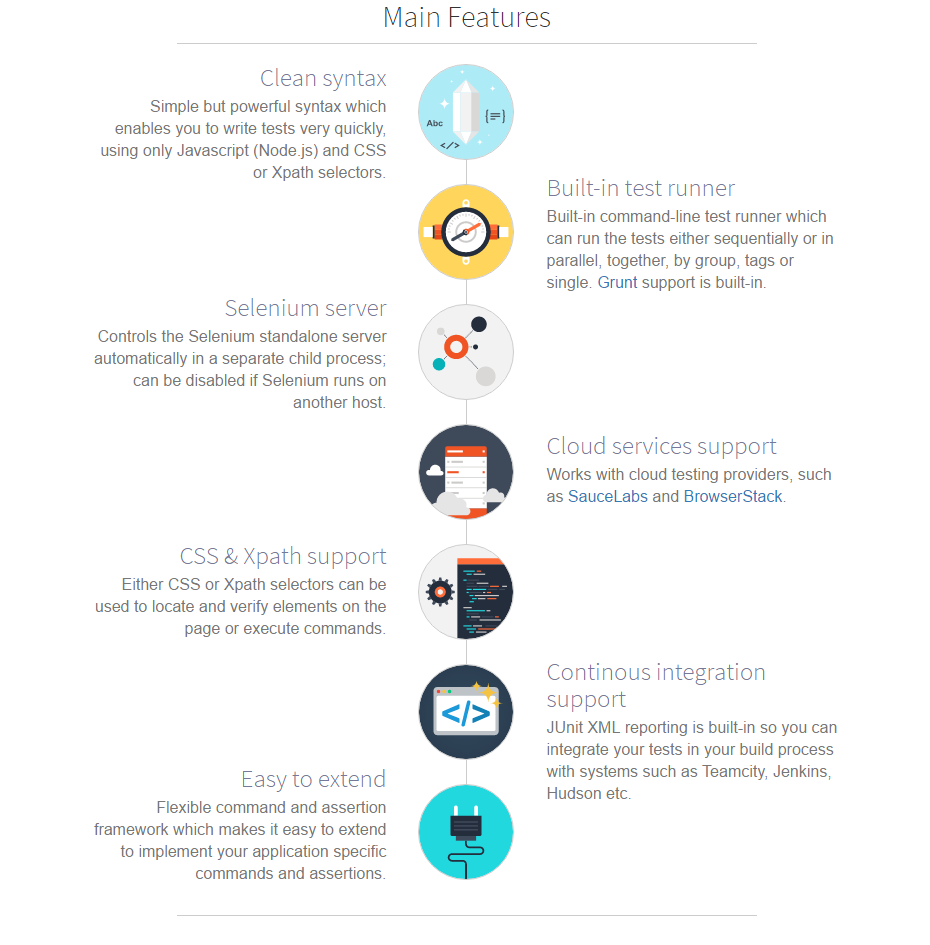 Main Features
Clean syntax
Simple but powerful syntax which
enables you to write tests very quickly,
using only Javascript (Node.js) and CSS
or Xpath selectors.
Abc
{≡}
</>
Built-in test runner
Built-in command-line test runner which
can run the tests either sequentially or in
parallel, together, by group, tags or
single. Grunt support is built-in.
Selenium server
Controls the Selenium standalone server
automatically in a separate child process;
can be disabled if Selenium runs on
another host.
Cloud services support
Works with cloud testing providers, such
as SauceLabs and BrowserStack.
CSS & Xpath support
Either CSS or Xpath selectors can be
used to locate and verify elements on the
page or execute commands.
Continous integration
support
JUnit XML reporting is built-in so you can
integrate your tests in your build process
with systems such as Teamcity, Jenkins,
Hudson etc.
</>
Easy to extend
Flexible command and assertion
framework which makes it easy to extend
to implement your application specific
commands and assertions.